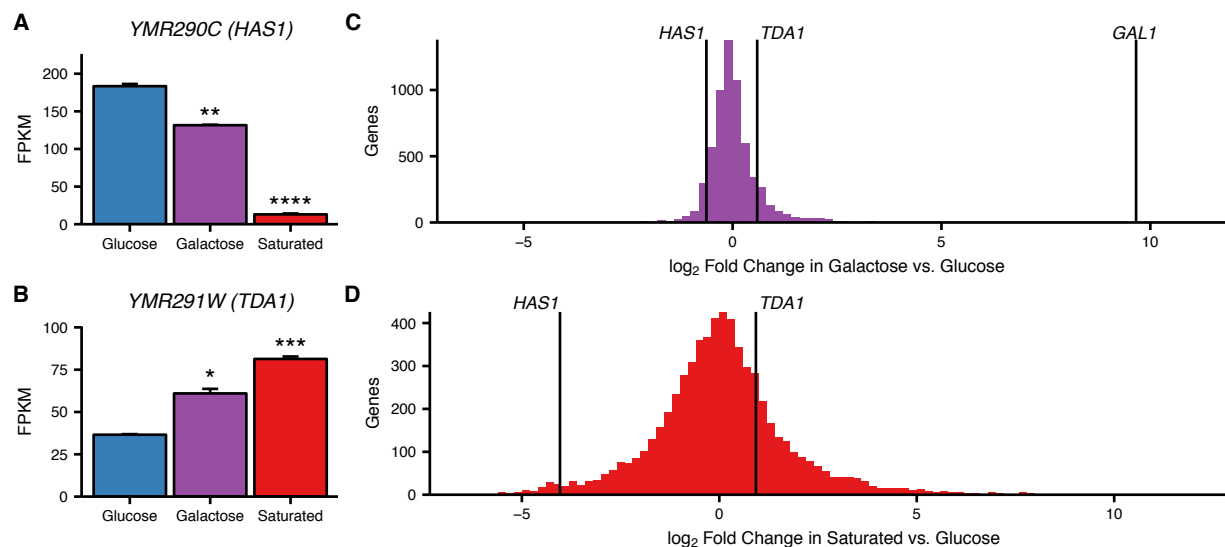 A
YMR290C (HAS1)
FPKM
200
150
100
50
0
**
****
Glucose Galactose Saturated
B
YMR291W (TDA1)
FPKM
100
75
50
25
0
*
***
Glucose Galactose Saturated
C
HAS1 TDA1 GAL1
Genes
1000
500
0
−5 0 5 10
log2 Fold Change in Galactose vs. Glucose
D
HAS1 TDA1
Genes
400
300
200
100
0
−5 0 5 10
log2 Fold Change in Saturated vs. Glucose